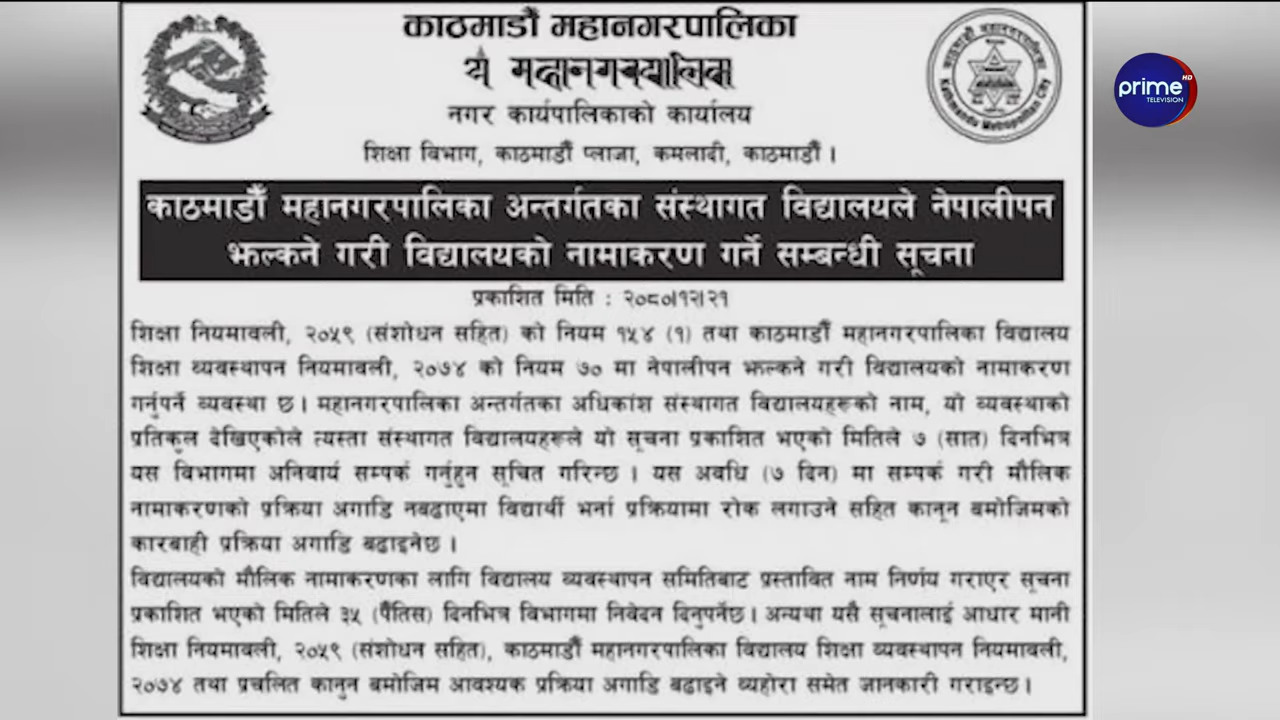 काठमाडौं महानगरपालिका
नगर कार्यपालिकाको कार्यालय
शिक्षा विभाग, काठमाडौं प्लाजा, कमलादी, काठमाडौं ।
Kathmandu Metropolitan City
prime HD
TELEVISION
काठमाडौं महानगरपालिका अन्तर्गतका संस्थागत विद्यालयले नेपालीपन
झल्कने गरी विद्यालयको नामाकरण गर्ने सम्बन्धी सूचना
प्रकाशित मिति : २०८०।१२।२१
शिक्षा नियमावली, २०५९ (संशोधन सहित) को नियम १५४ (१) तथा काठमाडौं महानगरपालिका विद्यालय
शिक्षा व्यवस्थापन नियमावली, २०७४ को नियम ७० मा नेपालीपन झल्कने गरी विद्यालयको नामाकरण
गर्नुपर्ने व्यवस्था छ । महानगरपालिका अन्तर्गतका अधिकांश संस्थागत विद्यालयहरूको नाम, यो व्यवस्थाको
प्रतिकुल देखिएकोले त्यस्ता संस्थागत विद्यालयहरूले यो सूचना प्रकाशित भएको मितिले ७ (सात) दिनभित्र
यस विभागमा अनिवार्य सम्पर्क गर्नुहुन सूचित गरिन्छ । यस अवधि (७ दिन) मा सम्पर्क गरी मौलिक
नामाकरणको प्रक्रिया अगाडि नबढाएमा विद्यार्थी भर्ना प्रक्रियामा रोक लगाउने सहित कानून बमोजिमको
कारबाही प्रक्रिया अगाडि बढाइनेछ ।
विद्यालयको मौलिक नामाकरणका लागि विद्यालय व्यवस्थापन समितिबाट प्रस्तावित नाम निर्णय गराएर सूचना
प्रकाशित भएको मितिले ३५ (पैंतिस) दिनभित्र विभागमा निवेदन दिनुपर्नेछ । अन्यथा यसै सूचनालाई आधार मानी
शिक्षा नियमावली, २०५९ (संशोधन सहित), काठमाडौं महानगरपालिका विद्यालय शिक्षा व्यवस्थापन नियमावली,
२०७४ तथा प्रचलित कानुन बमोजिम आवश्यक प्रक्रिया अगाडि बढाइने व्यहोरा समेत जानकारी गराइन्छ ।